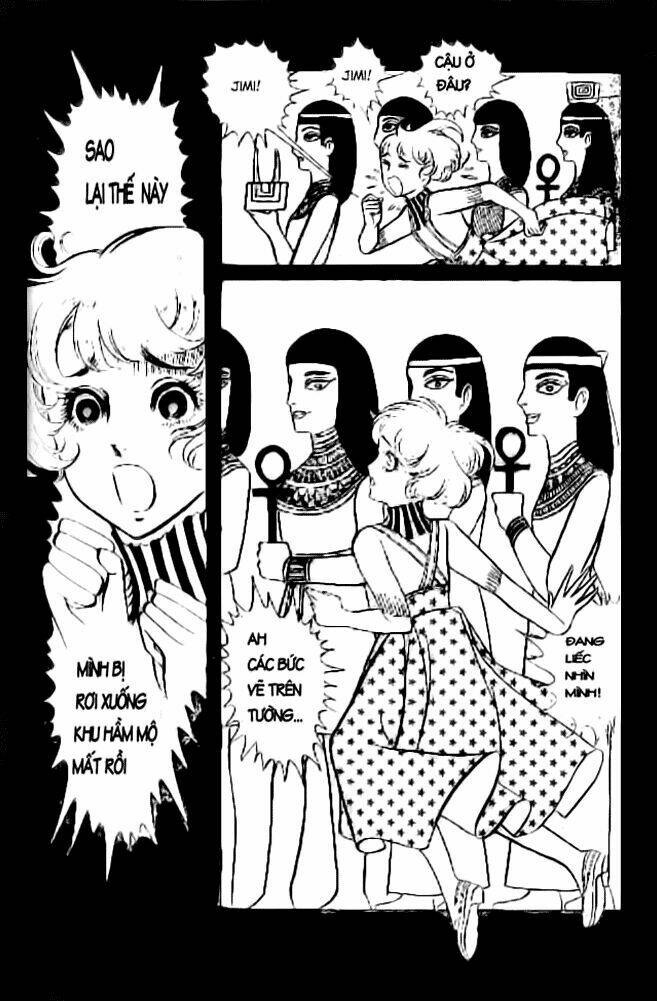 JIMI!
JIMI!
CẬU Ở
ĐÂU?
SAO
LẠI THẾ NÀY
MÌNH BỊ
RƠI XUỐNG
KHU HẦM MỘ
MẤT RỒI
AH
CÁC BỨC
VẼ TRÊN
TƯỜNG...
ĐANG
LIẾC
NHÌN
MÌNH!